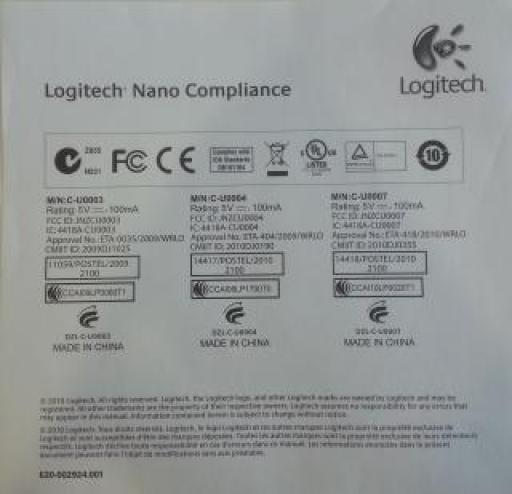 Logitech
Logitech Nano Compliance
Z605
N231
FC CE
Complies with
IDA Standards
UL
US
LISTED
10
M/N:C-U0003
Rating: 5V 100mA
FCC ID: JNZCU0003
IC: 4418A-CU0003
Approval No.: ETA-0035/2009/WRLO
CMIIT ID: 2009DJ1025
11059/POSTEL/2009
2100
DZL-C-U0003
MADE IN CHINA
M/N:C-U0004
Rating: 5V 100mA
FCC ID: JNZCU0004
IC:4418A-CU0004
Approval No.: ETA-404/2009/WRLO
CMIIT ID: 2010DJ0190
14417/POSTEL/2010
2100
DZL-C-U0004
MADE IN CHINA
M/N:C-U0007
Rating: 5V 100mA
FCC ID: JNZCU0007
IC:4418A-CU0007
Approval No.: ETA-418/2010/WRLO
CMIIT ID: 2010DJ0355
14418/POSTEL/2010
2100
DZL-C-U0007
MADE IN CHINA
© 2010 Logitech. All rights reserved. Logitech, the Logitech logo, and other Logitech marks are owned by Logitech and may be
registered. All other trademarks are the property of their respective owners. Logitech assumes no responsibility for any errors that
may appear in this manual. Information contained herein is subject to change without notice.
© 2010 Logitech. Tous droits réservés. Logitech, le logo Logitech et les autres marques Logitech sont la propriété exclusive de
Logitech et sont susceptibles d'être des marques déposées. Toutes les autres marques sont la propriété exclusive de leurs détenteurs
respectifs. Logitech décline toute responsabilité en cas d'erreurs dans ce manuel. Les informations énoncées dans le présent
document peuvent faire l'objet de modifications sans avis préalable.
620-002924.001